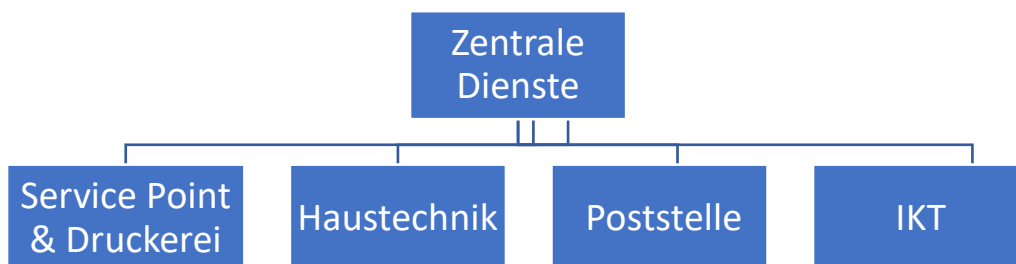 Zentrale
Dienste
Service Point
& Druckerei
Haustechnik
Poststelle
IKT